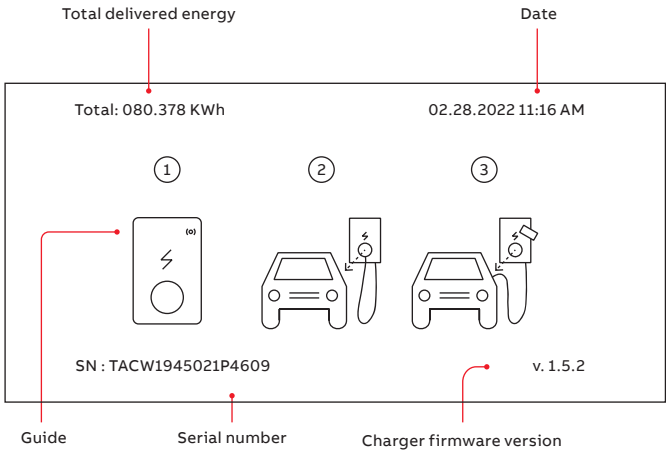 Total delivered energy
Date
Total: 080.378 KWh
02.28.2022 11:16 AM
1
2
3
SN : TACW1945021P4609
v. 1.5.2
Guide
Serial number
Charger firmware version